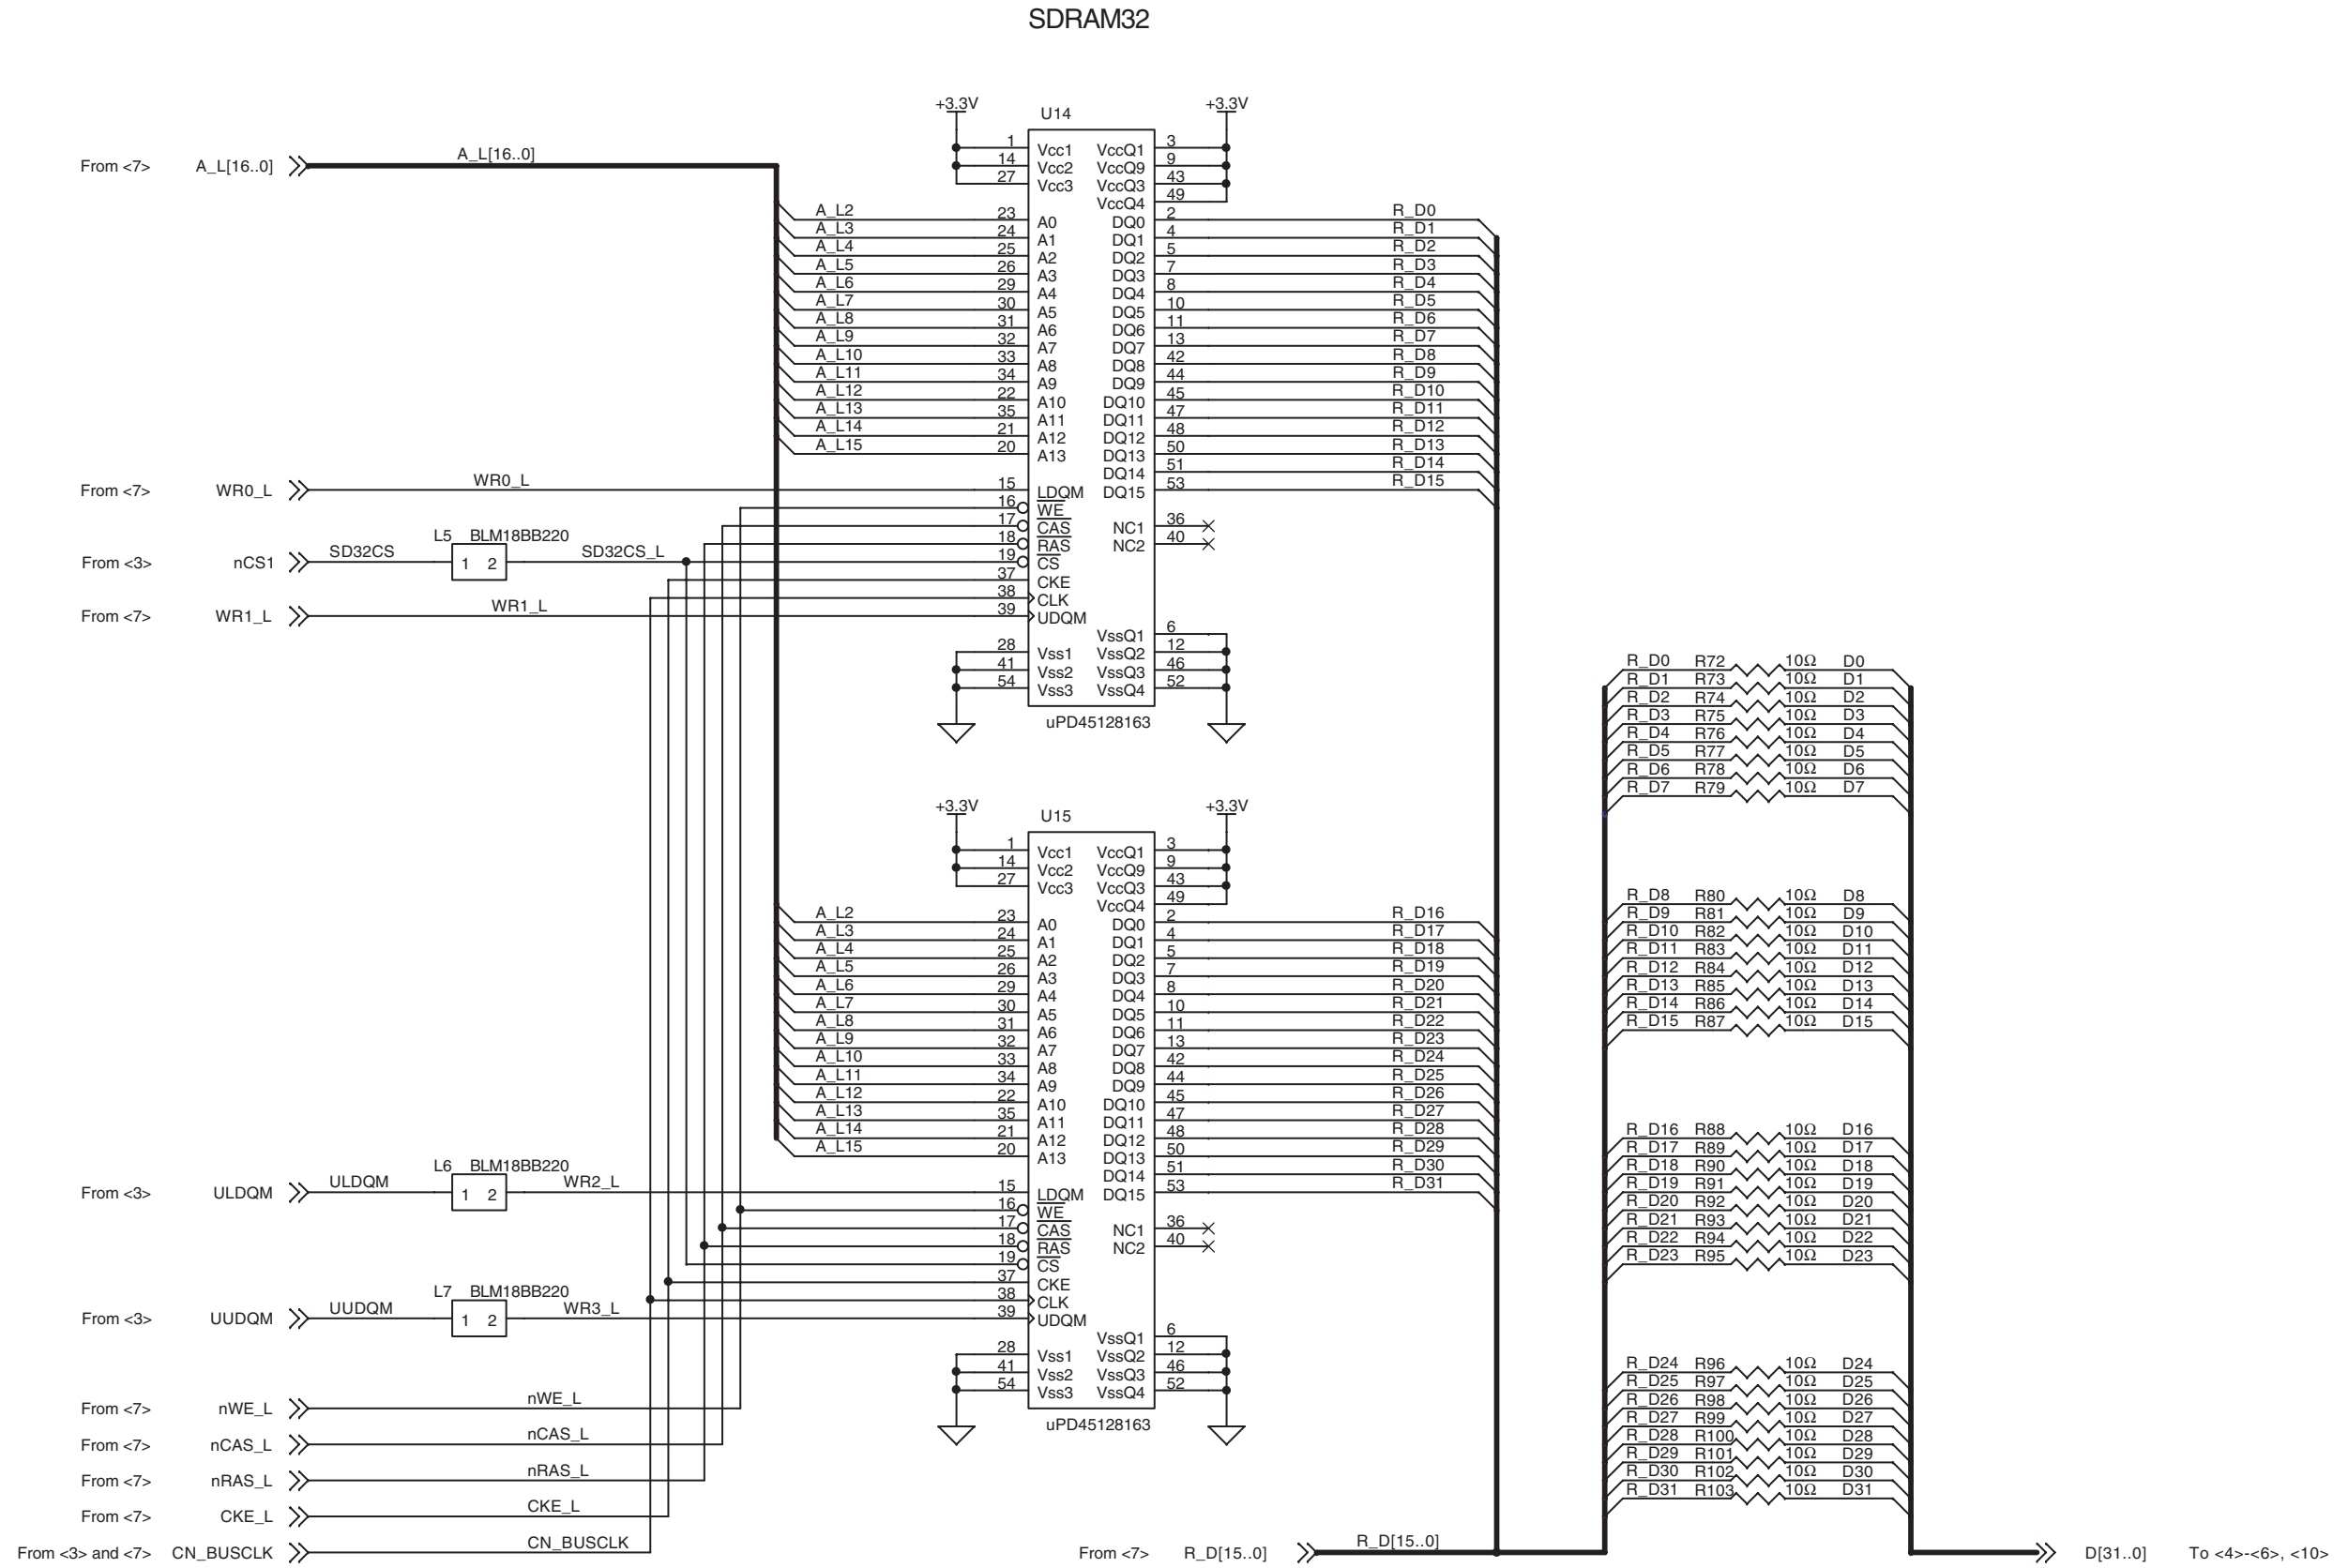 SDRAM32
From <7> A_L[16..0] A_L[16..0]
+3.3V U14 +3.3V
1 Vcc1 VccQ1 3
14 Vcc2 VccQ9 9
27 Vcc3 VccQ3 43
VccQ4 49
A_L2 23 A0 DQ0 2 R_D0
A_L3 24 A1 DQ1 4 R_D1
A_L4 25 A2 DQ2 5 R_D2
A_L5 26 A3 DQ3 7 R_D3
A_L6 29 A4 DQ4 8 R_D4
A_L7 30 A5 DQ5 10 R_D5
A_L8 31 A6 DQ6 11 R_D6
A_L9 32 A7 DQ7 13 R_D7
A_L10 33 A8 DQ8 42 R_D8
A_L11 34 A9 DQ9 44 R_D9
A_L12 22 A10 DQ10 45 R_D10
A_L13 35 A11 DQ11 47 R_D11
A_L14 21 A12 DQ12 48 R_D12
A_L15 20 A13 DQ13 50 R_D13
DQ14 51 R_D14
From <7> WR0_L WR0_L 15 LDQM DQ15 53 R_D15
16 WE
17 CAS NC1 36
18 RAS NC2 40
From <3> nCS1 SD32CS L5 BLM18BB220 1 2 SD32CS_L 19 CS
37 CKE
38 CLK
From <7> WR1_L WR1_L 39 UDQM
VssQ1 6
28 Vss1 VssQ2 12
41 Vss2 VssQ3 46
54 Vss3 VssQ4 52
uPD45128163
+3.3V U15 +3.3V
1 Vcc1 VccQ1 3
14 Vcc2 VccQ9 9
27 Vcc3 VccQ3 43
VccQ4 49
A_L2 23 A0 DQ0 2 R_D16
A_L3 24 A1 DQ1 4 R_D17
A_L4 25 A2 DQ2 5 R_D18
A_L5 26 A3 DQ3 7 R_D19
A_L6 29 A4 DQ4 8 R_D20
A_L7 30 A5 DQ5 10 R_D21
A_L8 31 A6 DQ6 11 R_D22
A_L9 32 A7 DQ7 13 R_D23
A_L10 33 A8 DQ8 42 R_D24
A_L11 34 A9 DQ9 44 R_D25
A_L12 22 A10 DQ10 45 R_D26
A_L13 35 A11 DQ11 47 R_D27
A_L14 21 A12 DQ12 48 R_D28
A_L15 20 A13 DQ13 50 R_D29
DQ14 51 R_D30
From <3> ULDQM ULDQM L6 BLM18BB220 1 2 WR2_L 15 LDQM DQ15 53 R_D31
16 WE
17 CAS NC1 36
18 RAS NC2 40
19 CS
37 CKE
38 CLK
From <3> UUDQM UUDQM L7 BLM18BB220 1 2 WR3_L 39 UDQM
VssQ1 6
28 Vss1 VssQ2 12
41 Vss2 VssQ3 46
54 Vss3 VssQ4 52
uPD45128163
From <7> nWE_L nWE_L
From <7> nCAS_L nCAS_L
From <7> nRAS_L nRAS_L
From <7> CKE_L CKE_L
From <3> and <7> CN_BUSCLK CN_BUSCLK
R_D0 R72 10Ω D0
R_D1 R73 10Ω D1
R_D2 R74 10Ω D2
R_D3 R75 10Ω D3
R_D4 R76 10Ω D4
R_D5 R77 10Ω D5
R_D6 R78 10Ω D6
R_D7 R79 10Ω D7
R_D8 R80 10Ω D8
R_D9 R81 10Ω D9
R_D10 R82 10Ω D10
R_D11 R83 10Ω D11
R_D12 R84 10Ω D12
R_D13 R85 10Ω D13
R_D14 R86 10Ω D14
R_D15 R87 10Ω D15
R_D16 R88 10Ω D16
R_D17 R89 10Ω D17
R_D18 R90 10Ω D18
R_D19 R91 10Ω D19
R_D20 R92 10Ω D20
R_D21 R93 10Ω D21
R_D22 R94 10Ω D22
R_D23 R95 10Ω D23
R_D24 R96 10Ω D24
R_D25 R97 10Ω D25
R_D26 R98 10Ω D26
R_D27 R99 10Ω D27
R_D28 R100 10Ω D28
R_D29 R101 10Ω D29
R_D30 R102 10Ω D30
R_D31 R103 10Ω D31
From <7> R_D[15..0] R_D[15..0]
D[31..0] To <4>-<6>, <10>